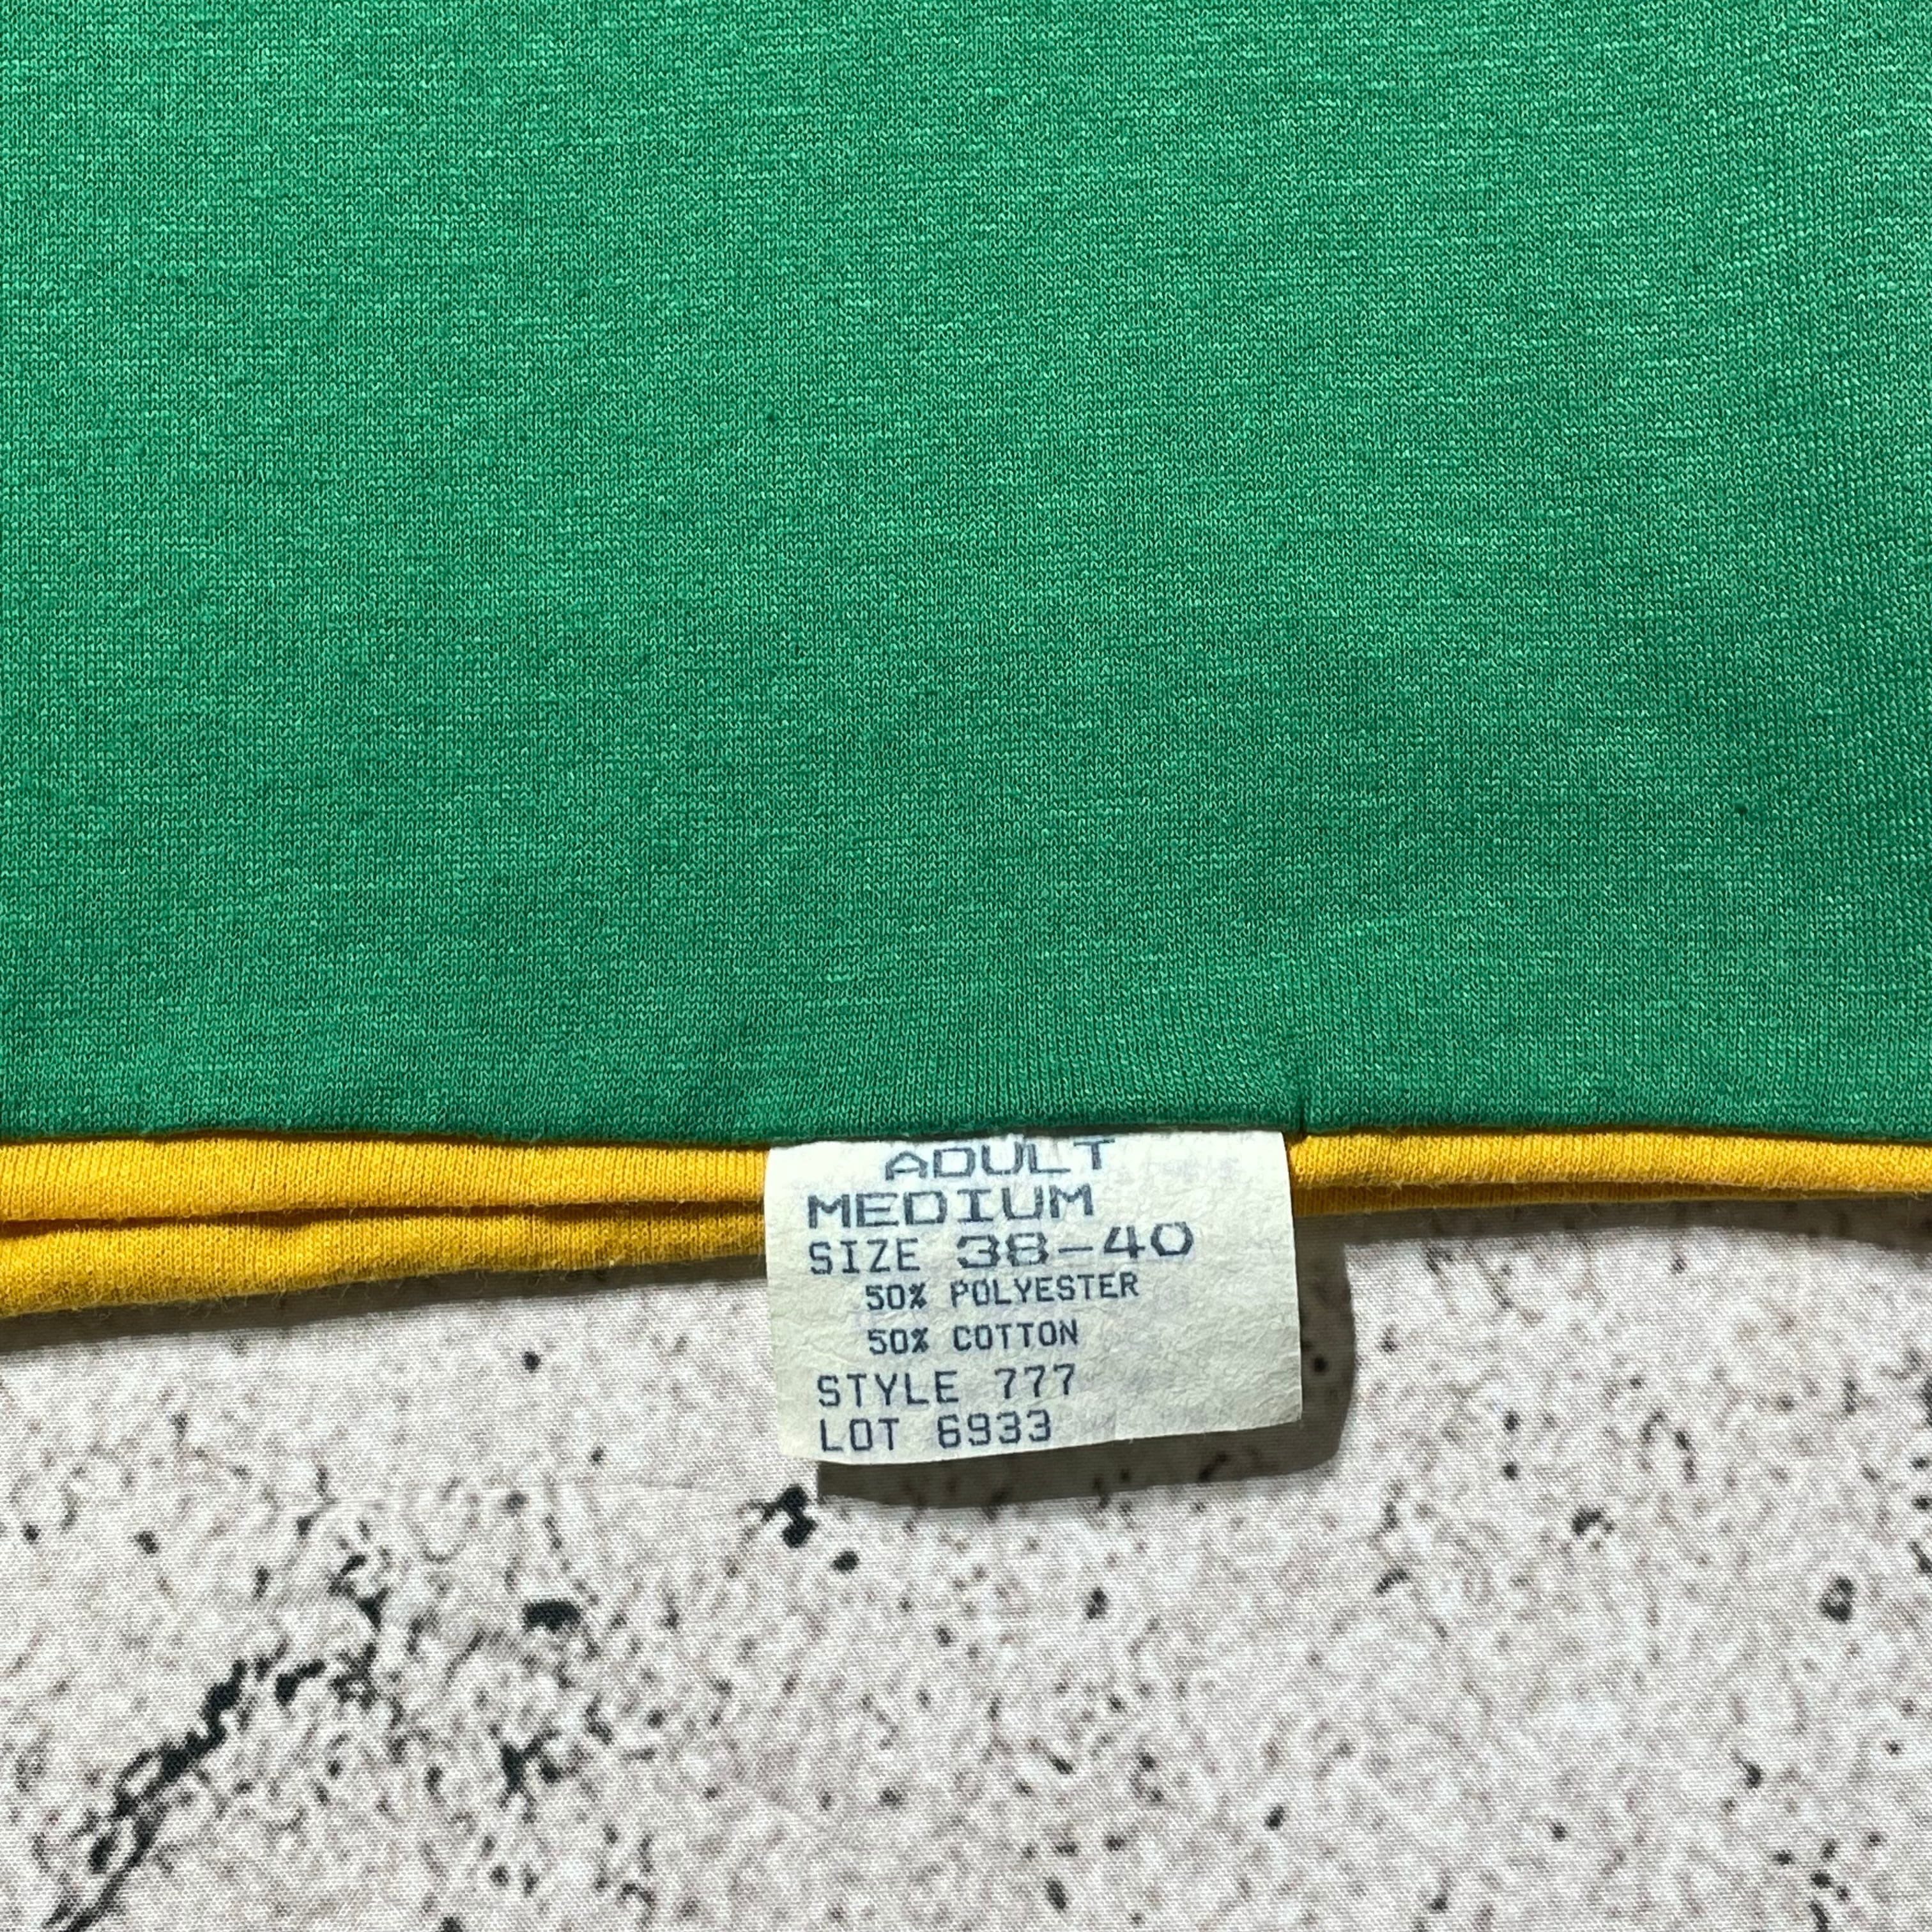 ADULT
MEDIUM
SIZE 38-40
50% POLYESTER
50% COTTON
STYLE 777
LOT 6933